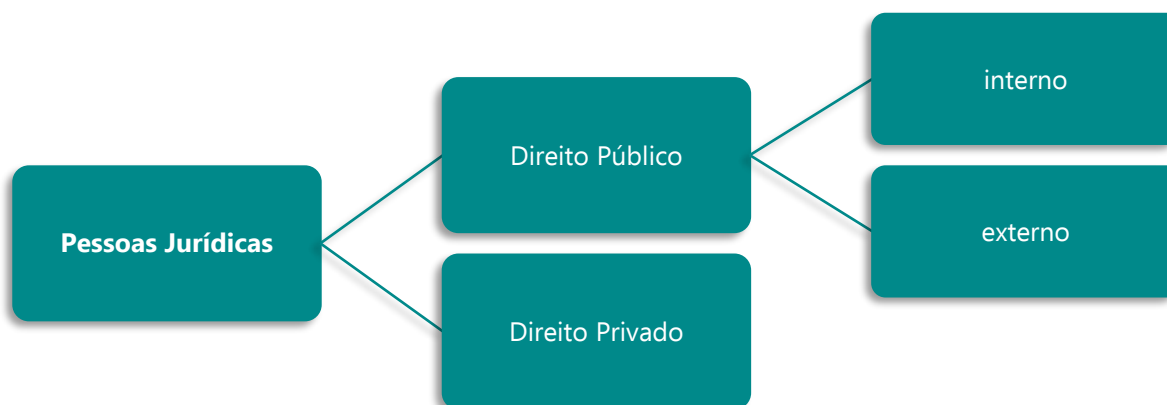 Pessoas Jurídicas
Direito Público
interno
externo
Direito Privado